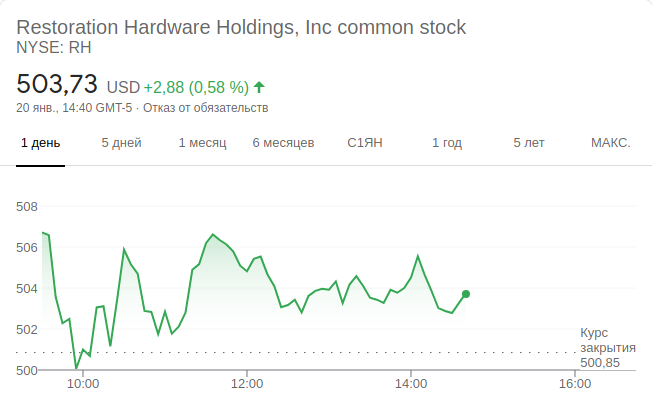 Restoration Hardware Holdings, Inc common stock
NYSE: RH
503,73 USD +2,88 (0,58 %)
20 янв., 14:40 GMT-5 · Отказ от обязательств
1 день 5 дней 1 месяц 6 месяцев С1ЯН 1 год 5 лет МАКС.
508
506
504
502
500
Курс
закрытия
500,85
10:00 12:00 14:00 16:00